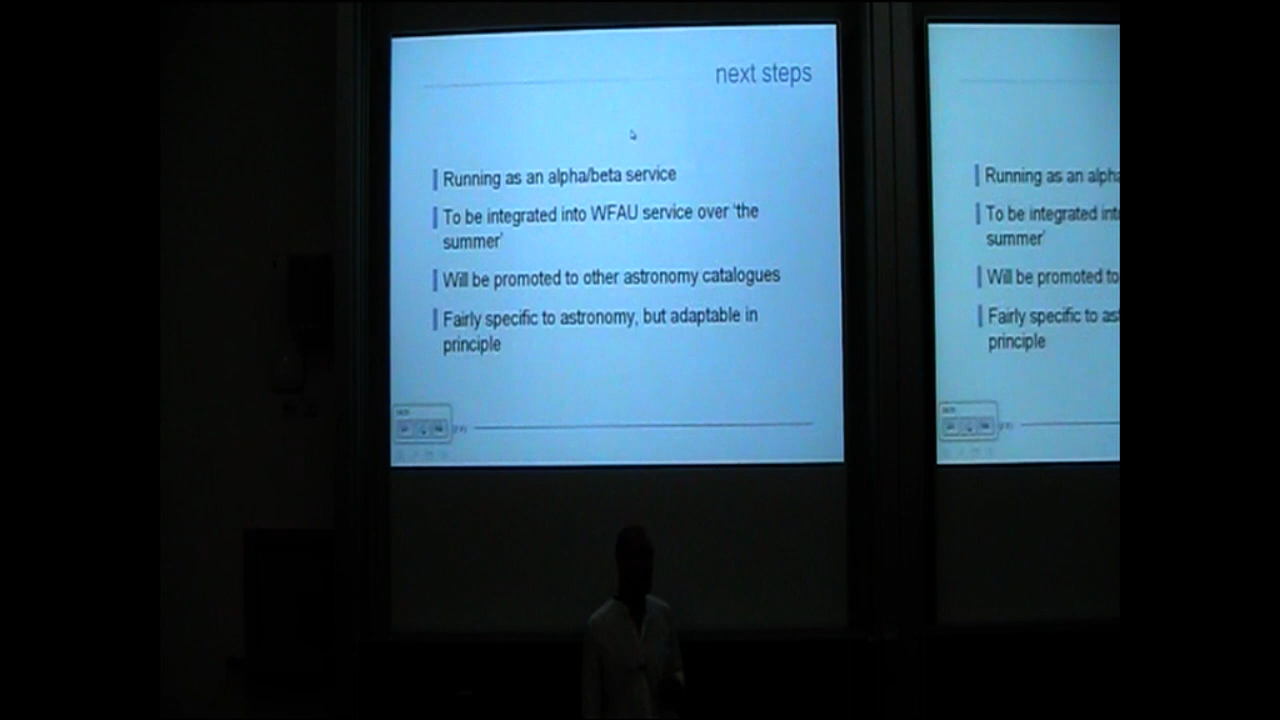 next steps
Running as an alpha/beta service
To be integrated into WFAU service over 'the
summer'
Will be promoted to other astronomy catalogues
Fairly specific to astronomy, but adaptable in
principle
Running as an alpha
To be integrated int
summer'
Will be promoted to
Fairly specific to as
principle